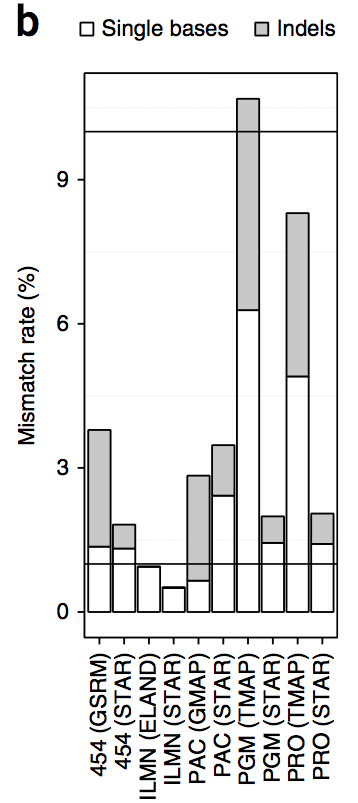 b
Single bases Indels
Mismatch rate (%)
9
6
3
0
454 (GSRM)
454 (STAR)
ILMN (ELAND)
ILMN (STAR)
PAC (GMAP)
PAC (STAR)
PGM (TMAP)
PGM (STAR)
PRO (TMAP)
PRO (STAR)